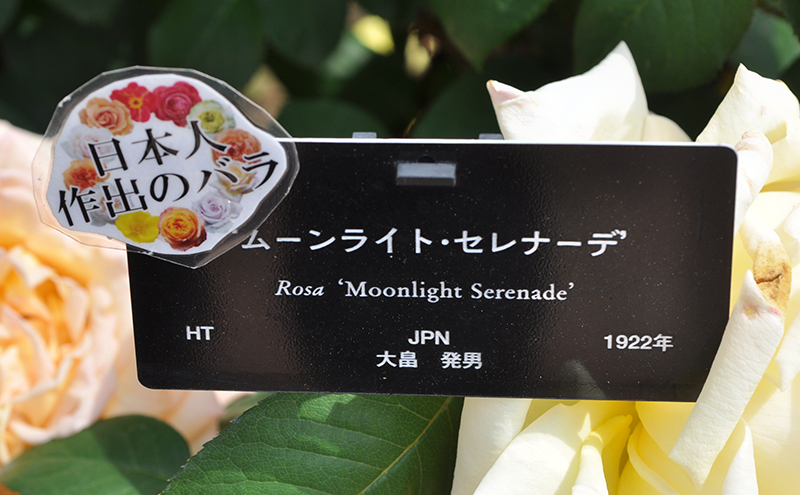 日本人
作出のバラ
‘ムーンライト・セレナーデ’
Rosa ‘Moonlight Serenade’
HT JPN 1922年
大畠 発男